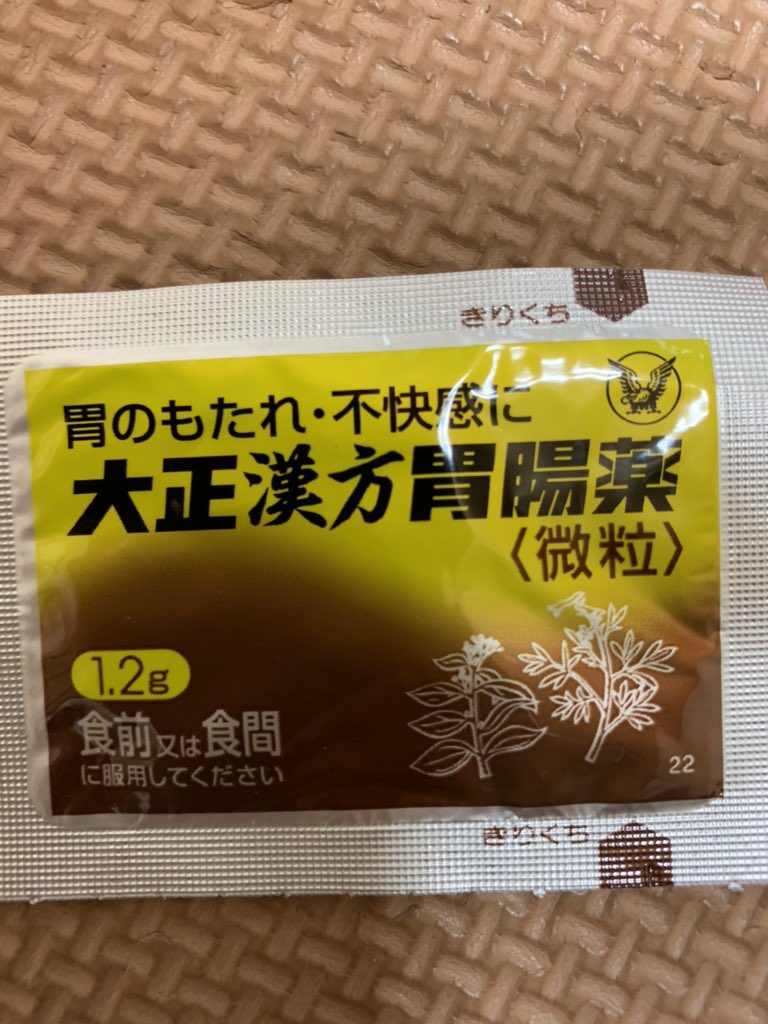 きりくち
胃のもたれ・不快感に
大正漢方胃腸薬
〈微粒〉
1.2g
食前又は食間
に服用してください
22
きりくち